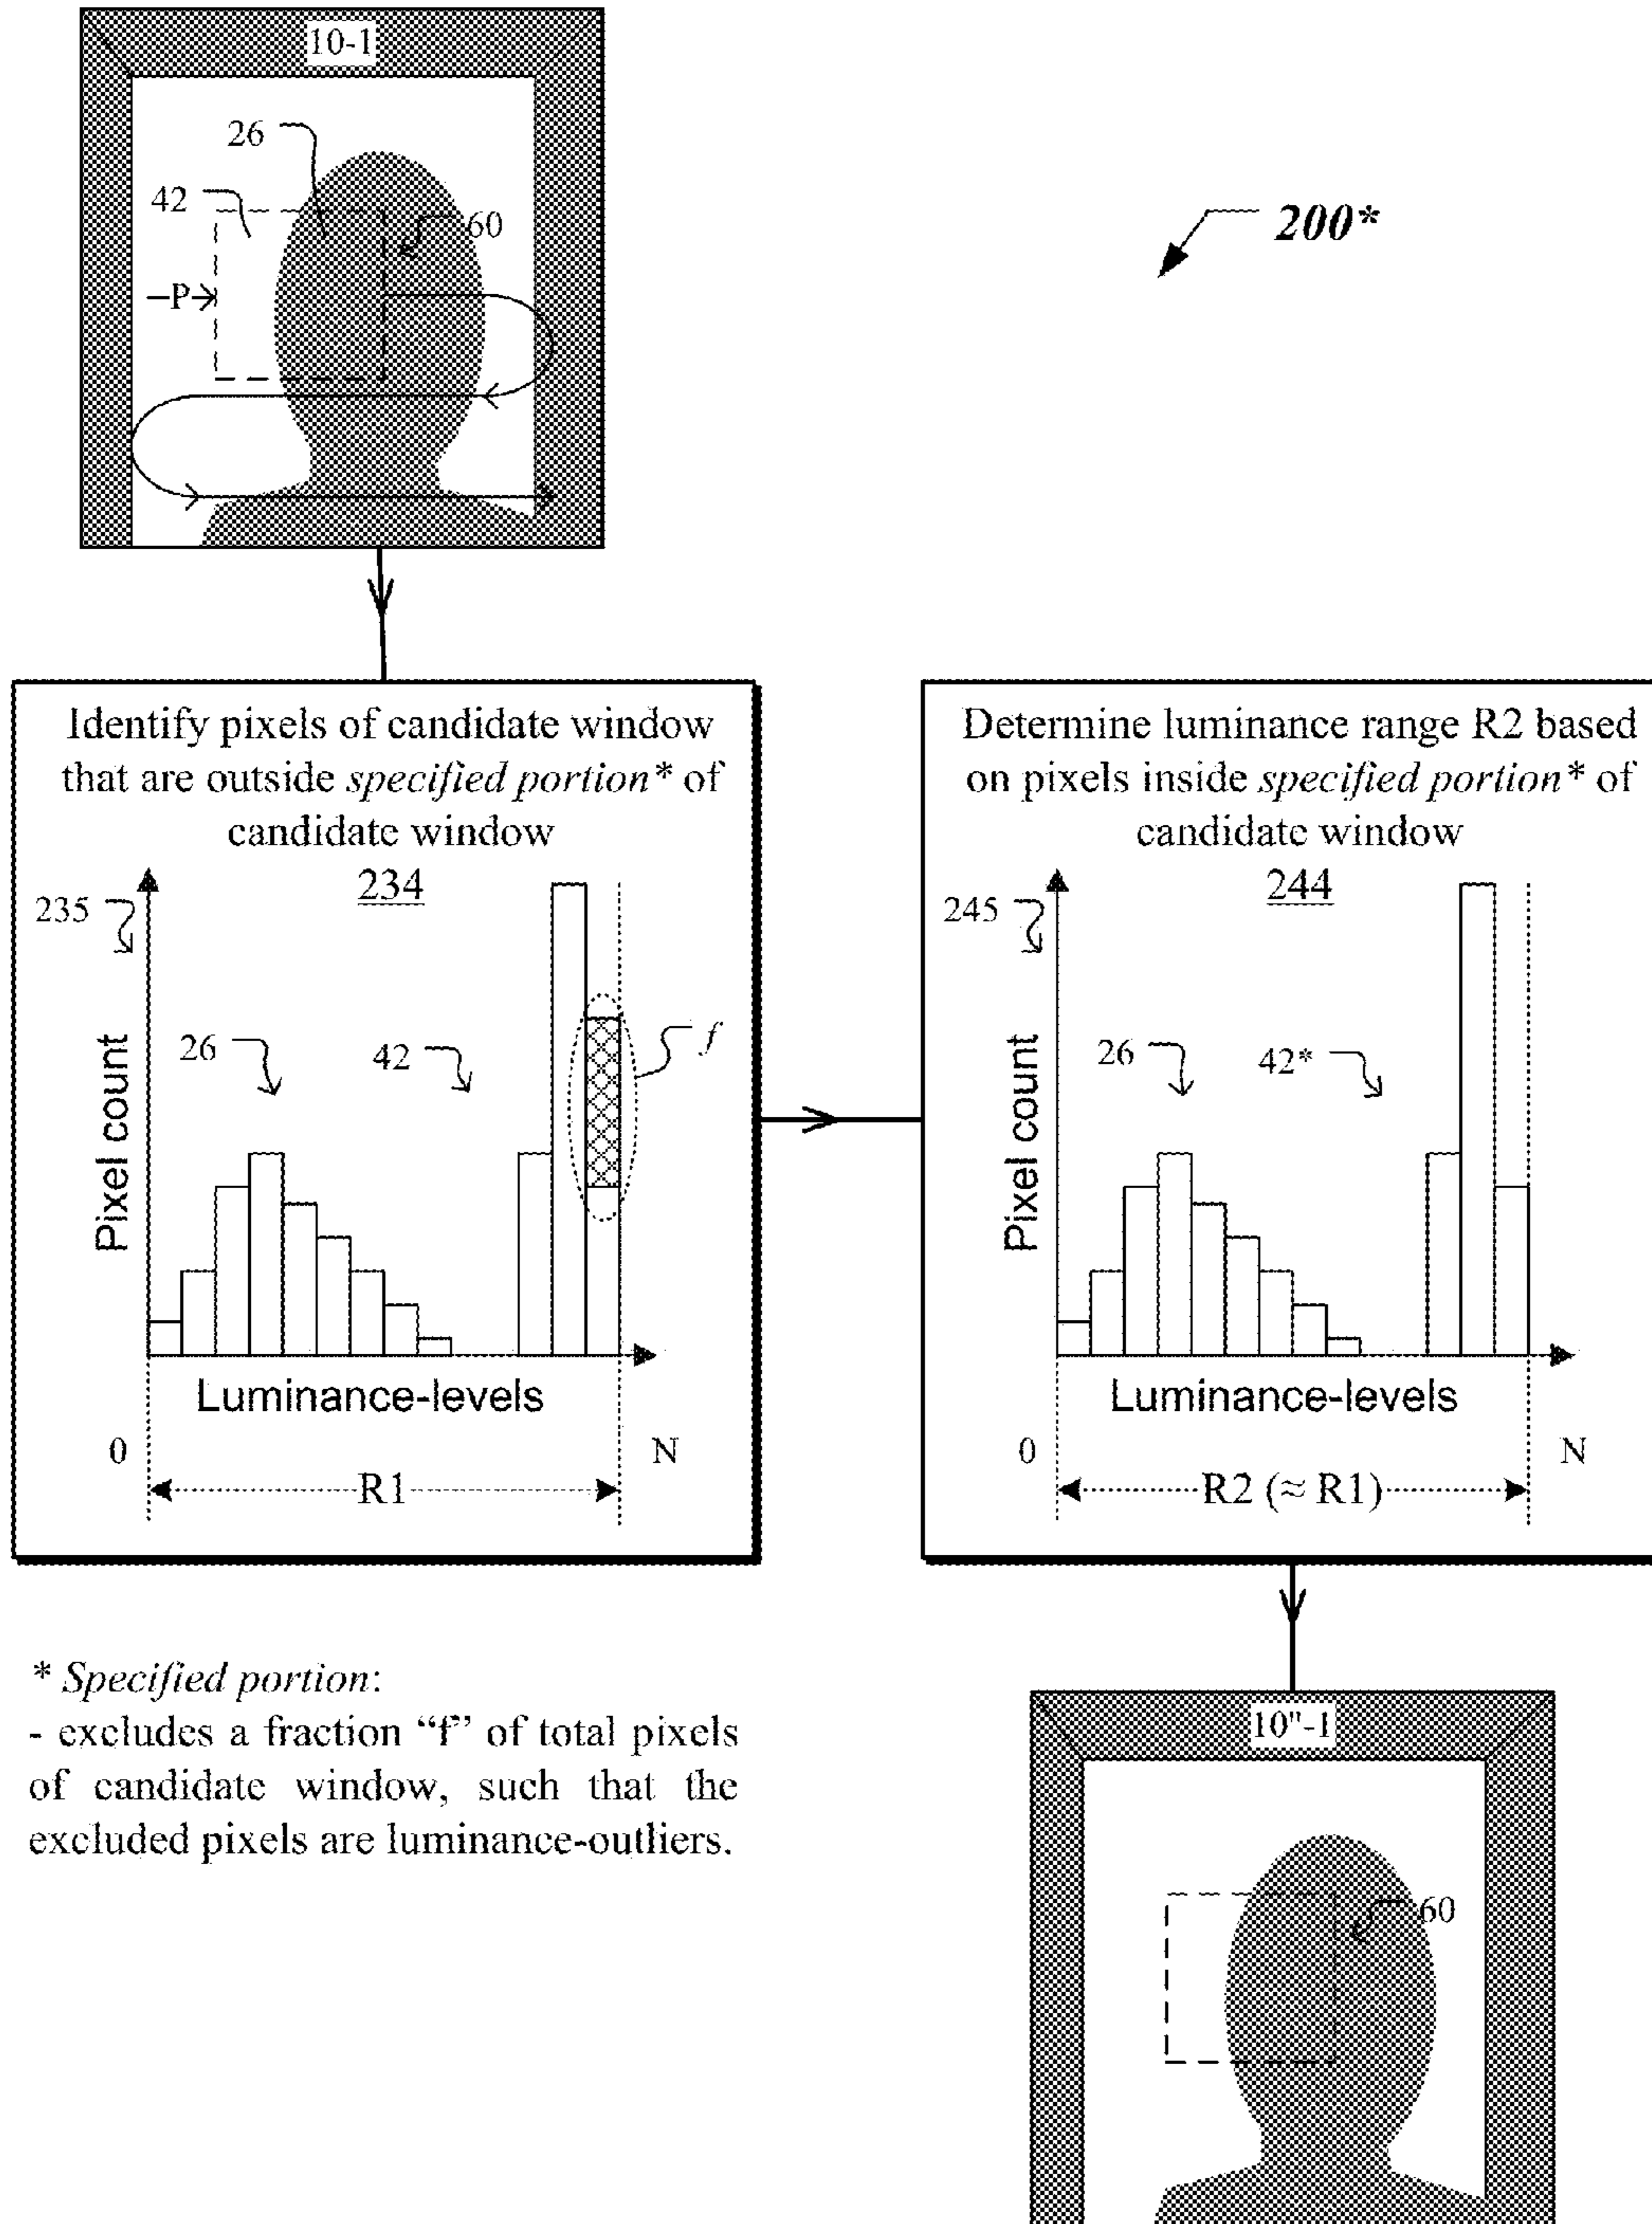 10-1
26
42
60
P
200*
Identify pixels of candidate window
that are outside specified portion* of
candidate window
234
235
26
42
f
Pixel count
Luminance-levels
0
N
R1
Determine luminance range R2 based
on pixels inside specified portion* of
candidate window
244
245
26
42*
Pixel count
Luminance-levels
0
N
R2 (≈ R1)
* Specified portion:
- excludes a fraction “f” of total pixels
of candidate window, such that the
excluded pixels are luminance-outliers.
10"-1
60